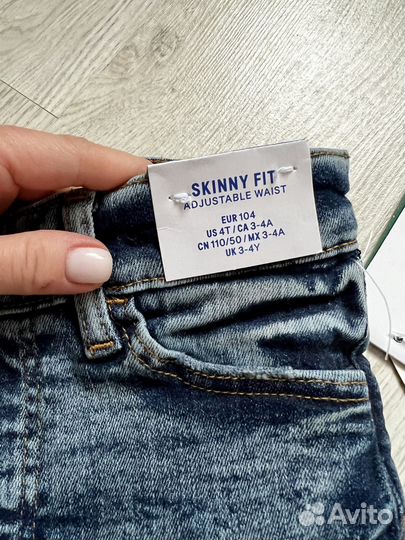 SKINNY FIT
ADJUSTABLE WAIST
EUR 104
US 4T / CA 3-4A
CN 110/50 / MX 3-4A
UK 3-4Y
Avito